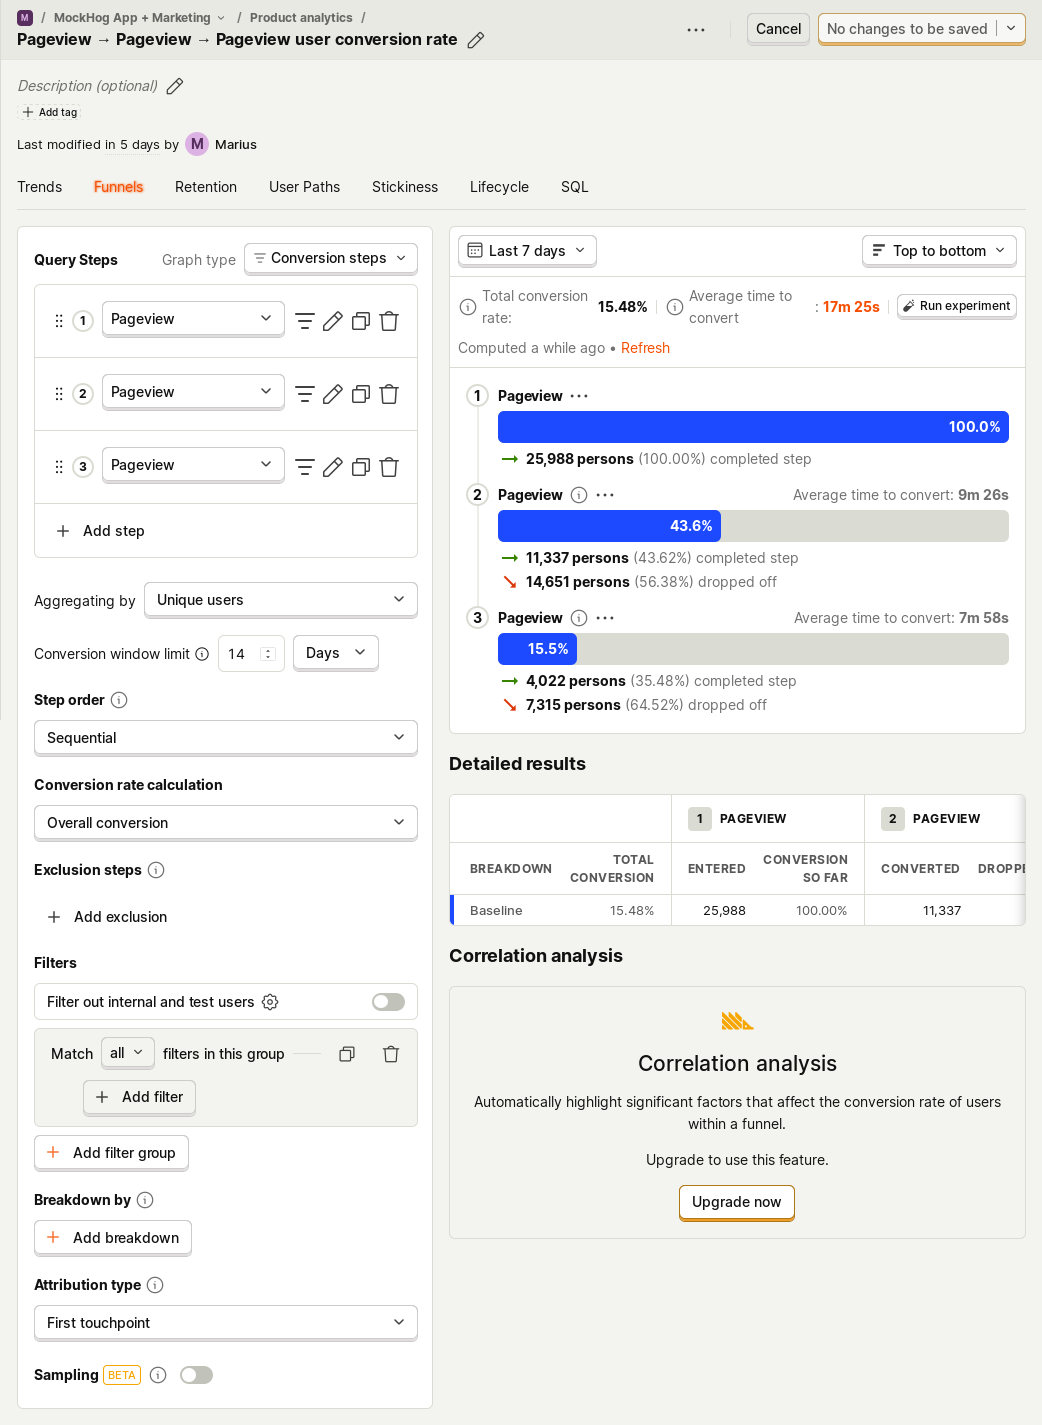 M / MockHog App + Marketing / Product analytics /
Pageview → Pageview → Pageview user conversion rate
Cancel
No changes to be saved
Description (optional)
Add tag
Last modified in 5 days by M Marius
Trends Funnels Retention User Paths Stickiness Lifecycle SQL
Query Steps
Graph type Conversion steps
1 Pageview
2 Pageview
3 Pageview
Add step
Aggregating by Unique users
Conversion window limit 14 Days
Step order
Sequential
Conversion rate calculation
Overall conversion
Exclusion steps
Add exclusion
Filters
Filter out internal and test users
Match all filters in this group
Add filter
Add filter group
Breakdown by
Add breakdown
Attribution type
First touchpoint
Sampling BETA
Last 7 days
Top to bottom
Total conversion
rate:
15.48%
Average time to
convert
: 17m 25s
Run experiment
Computed a while ago • Refresh
1 Pageview
100.0%
25,988 persons (100.00%) completed step
2 Pageview Average time to convert: 9m 26s
43.6%
11,337 persons (43.62%) completed step
14,651 persons (56.38%) dropped off
3 Pageview Average time to convert: 7m 58s
15.5%
4,022 persons (35.48%) completed step
7,315 persons (64.52%) dropped off
Detailed results
1 PAGEVIEW 2 PAGEVIEW
BREAKDOWN
TOTAL
CONVERSION
ENTERED
CONVERSION
SO FAR
CONVERTED
DROPPE
Baseline 15.48% 25,988 100.00% 11,337
Correlation analysis
Correlation analysis
Automatically highlight significant factors that affect the conversion rate of users
within a funnel.
Upgrade to use this feature.
Upgrade now